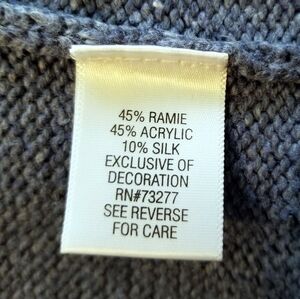 45% RAMIE
45% ACRYLIC
10% SILK
EXCLUSIVE OF
DECORATION
RN#73277
SEE REVERSE
FOR CARE